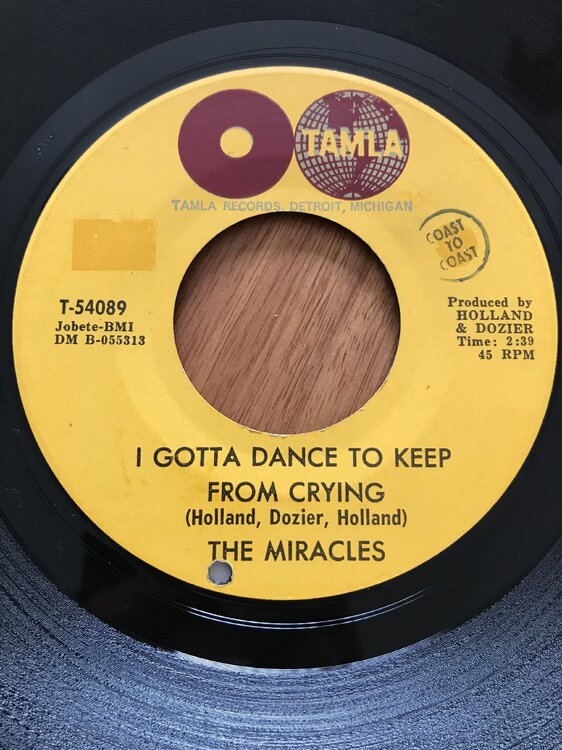 TAMLA
TAMLA RECORDS, DETROIT, MICHIGAN
COAST
TO
COAST
T-54089
Jobete-BMI
DM B-055313
Produced by
HOLLAND
& DOZIER
Time: 2:39
45 RPM
I GOTTA DANCE TO KEEP
FROM CRYING
(Holland, Dozier, Holland)
THE MIRACLES